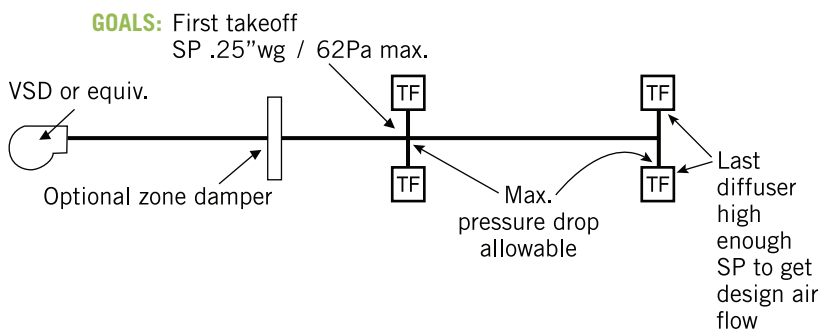 GOALS: First takeoff
SP .25”wg / 62Pa max.
VSD or equiv.
TF
TF
Optional zone damper
TF
TF
Max.
pressure drop
allowable
Last
diffuser
high
enough
SP to get
design air
flow